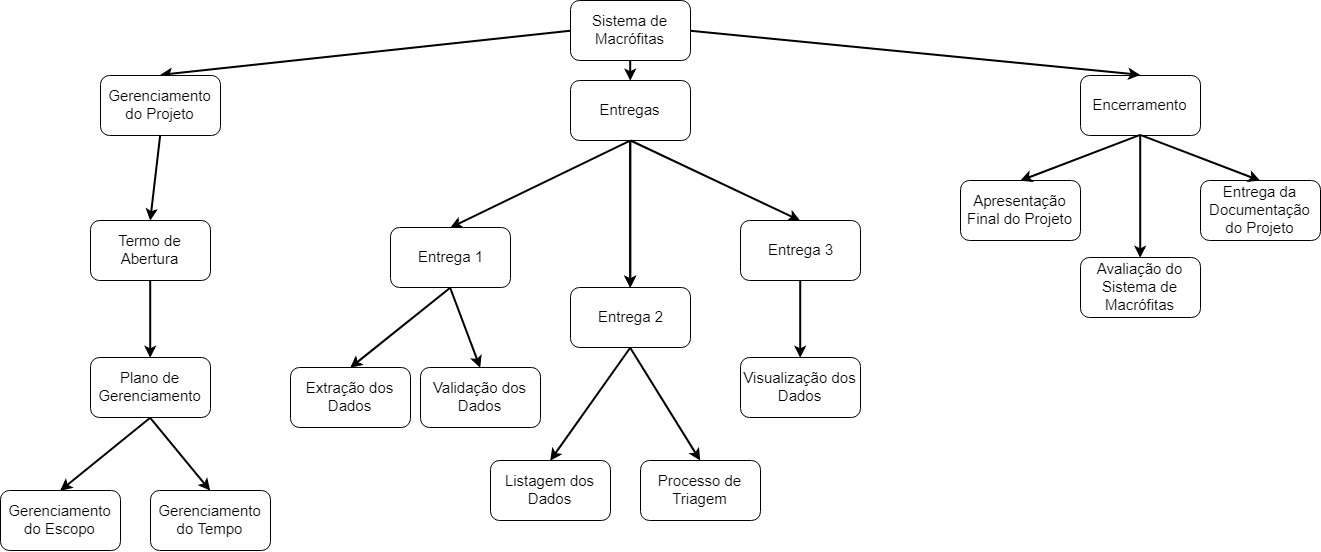 Sistema de
Macrófitas
Gerenciamento
do Projeto
Entregas
Encerramento
Apresentação
Final do Projeto
Entrega da
Documentação
do Projeto
Termo de
Abertura
Entrega 1
Entrega 3
Avaliação do
Sistema de
Macrófitas
Entrega 2
Plano de
Gerenciamento
Extração dos
Dados
Validação dos
Dados
Visualização dos
Dados
Listagem dos
Dados
Processo de
Triagem
Gerenciamento
do Escopo
Gerenciamento
do Tempo